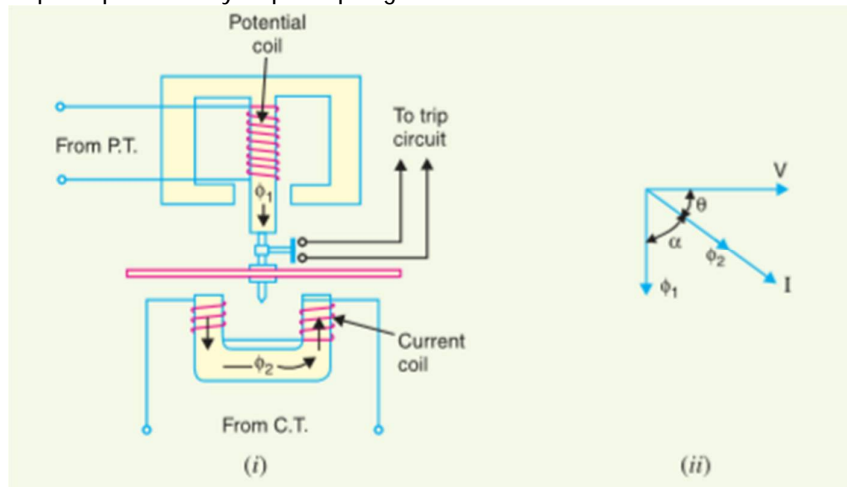 Potential
coil
To trip
circuit
From P.T.
ϕ1
V
θ
α
ϕ2
I
ϕ1
Current
coil
ϕ2
From C.T.
(i)
(ii)